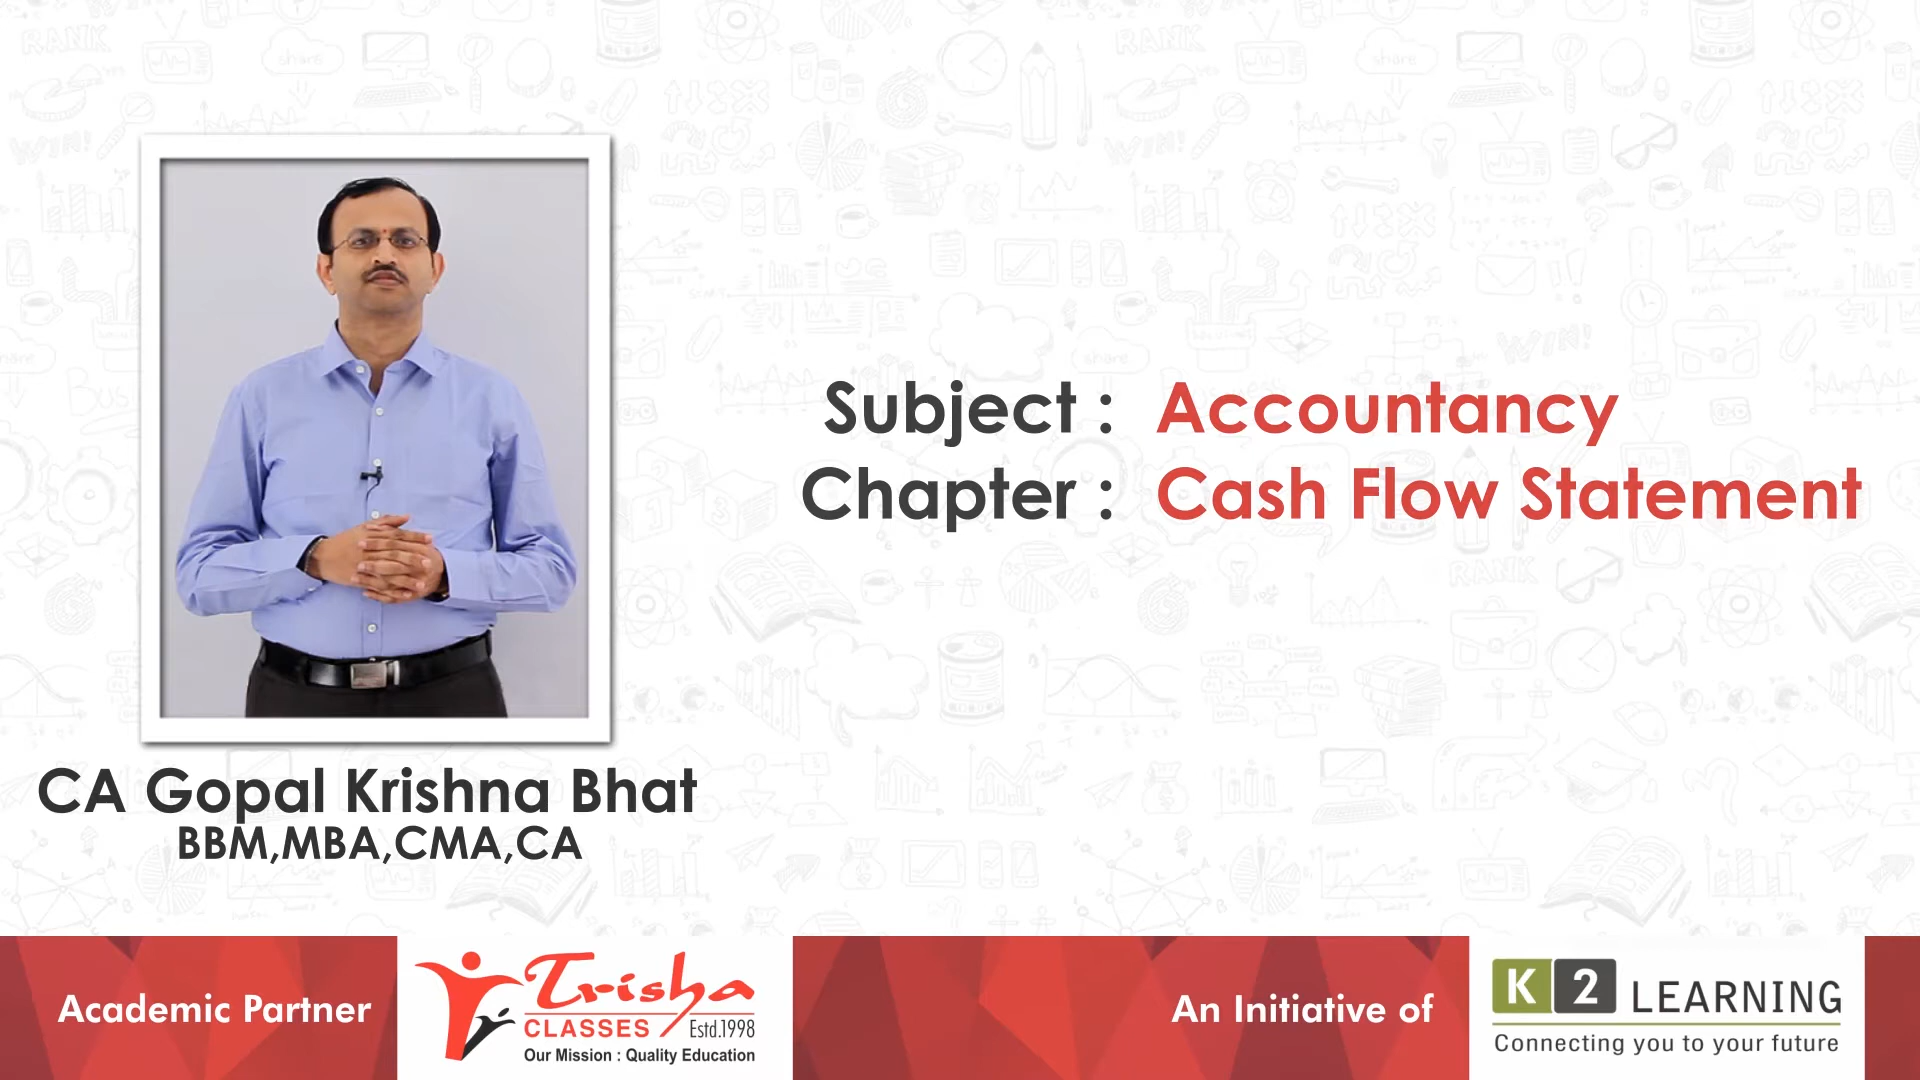 Subject : Accountancy
Chapter : Cash Flow Statement
CA Gopal Krishna Bhat
BBM,MBA,CMA,CA
Academic Partner
Trisha
CLASSES Estd.1998
Our Mission : Quality Education
An Initiative of
K2 LEARNING
Connecting you to your future